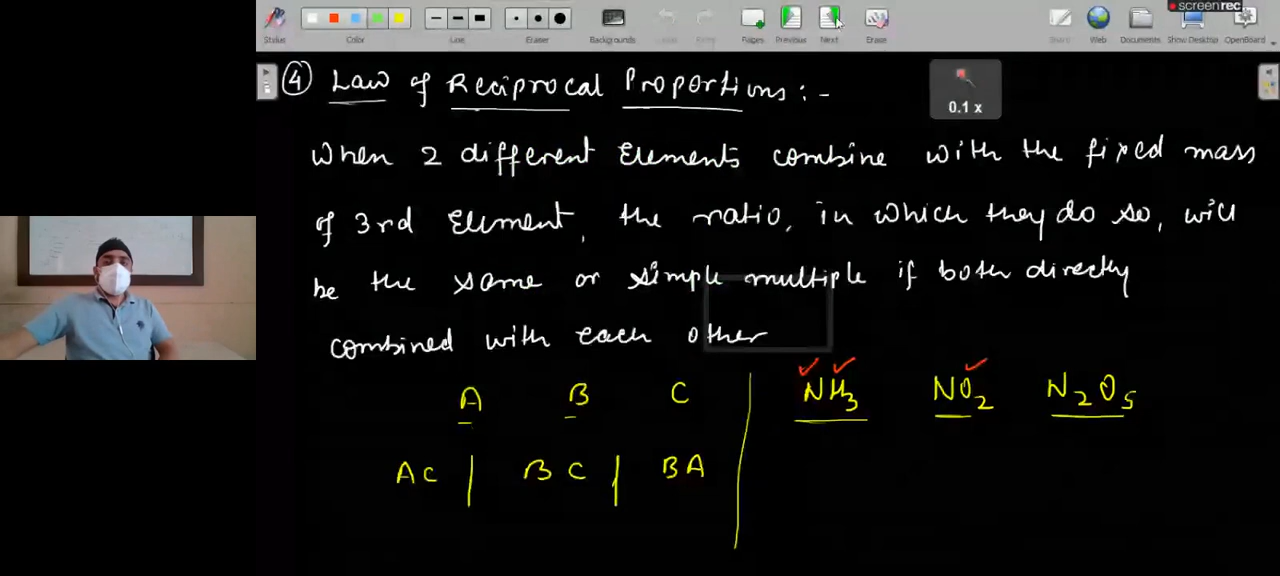 screenrec
Stylus
Color
Line
Eraser
Backgrounds
Undo
Redo
Pages
Previous
Next
Erase
Board
Web
Documents
Show Desktop
OpenBoard
④ Law of Reciprocal Proportions : -
0.1 x
When 2 different Elements combine with the fixed mass
of 3rd Element, the ratio, in which they do so, will
be the same or simple multiple if both directly
combined with each other
A B C
NH3 NO2 N2O5
AC | BC | BA